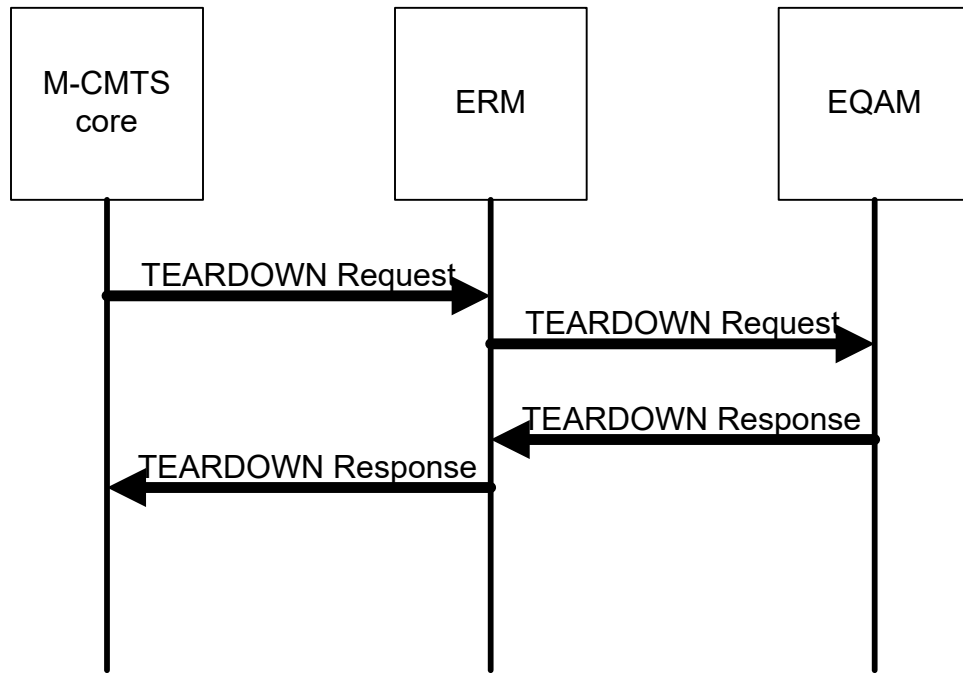 M-CMTS
core
ERM
EQAM
TEARDOWN Request
TEARDOWN Request
TEARDOWN Response
TEARDOWN Response